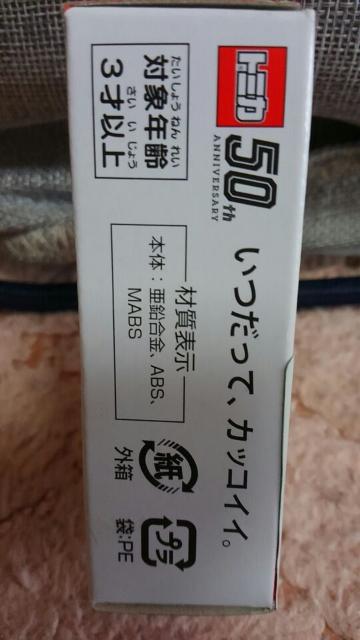 トミカ
50th
ANNIVERSARY
いつだって、カッコイイ。
たいしょうねんれい
対象年齢
さいいじょう
3才以上
材質表示
本体：亜鉛合金、ABS、
MABS
紙
外箱
プラ
袋:PE